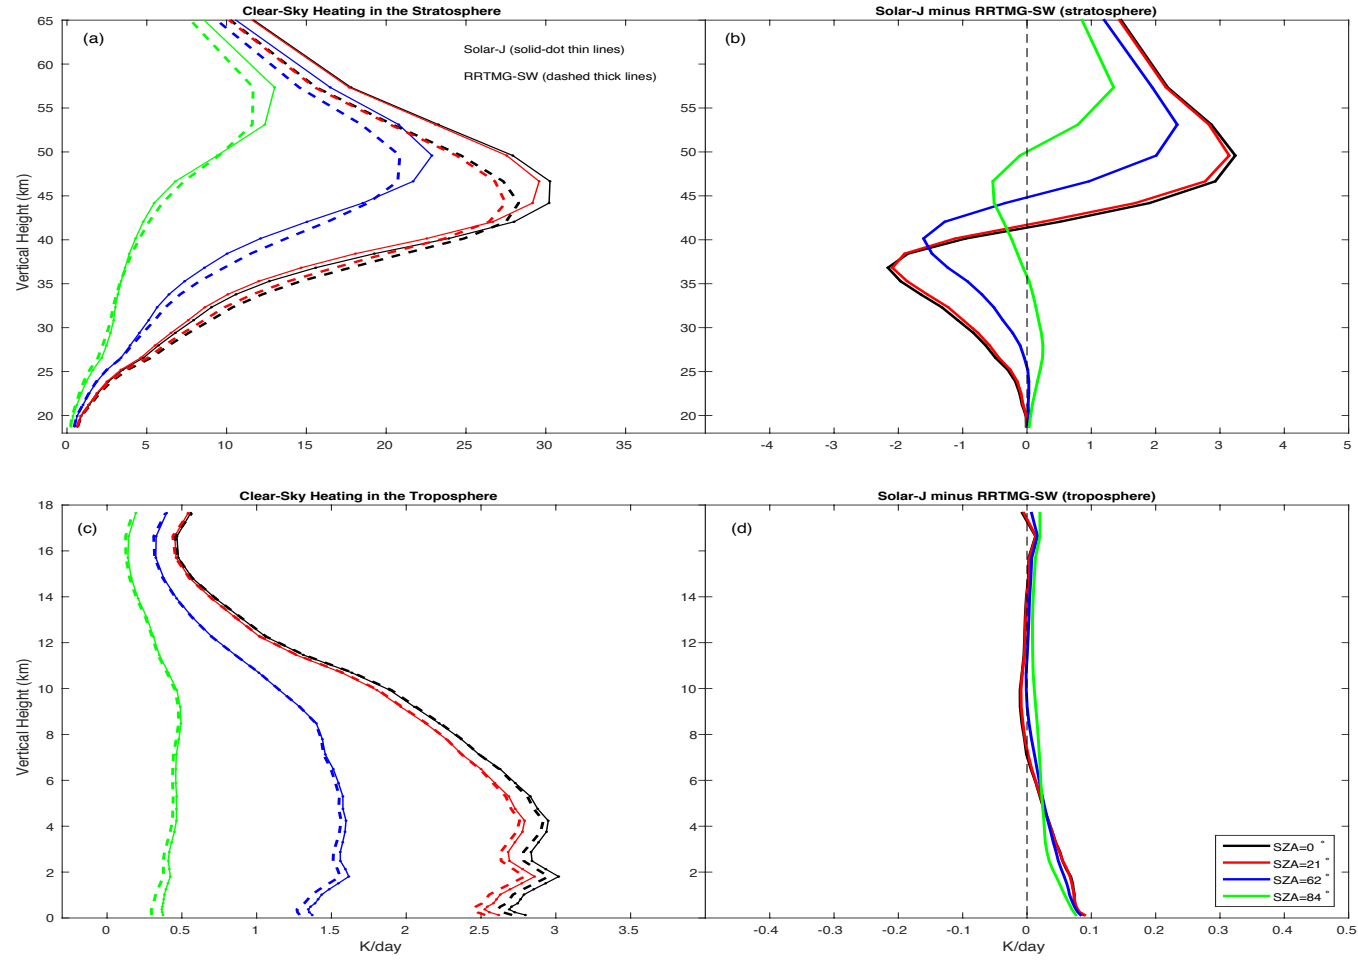 Clear-Sky Heating in the Stratosphere
(a)
Solar-J (solid-dot thin lines)
RRTMG-SW (dashed thick lines)
Vertical Height (km)
65
60
55
50
45
40
35
30
25
20
0 5 10 15 20 25 30 35
Solar-J minus RRTMG-SW (stratosphere)
(b)
65
60
55
50
45
40
35
30
25
20
-4 -3 -2 -1 0 1 2 3 4 5
Clear-Sky Heating in the Troposphere
(c)
Vertical Height (km)
18
16
14
12
10
8
6
4
2
0
0 0.5 1 1.5 2 2.5 3 3.5
K/day
Solar-J minus RRTMG-SW (troposphere)
(d)
18
16
14
12
10
8
6
4
2
0
-0.4 -0.3 -0.2 -0.1 0 0.1 0.2 0.3 0.4 0.5
K/day
SZA=0 °
SZA=21 °
SZA=62 °
SZA=84 °